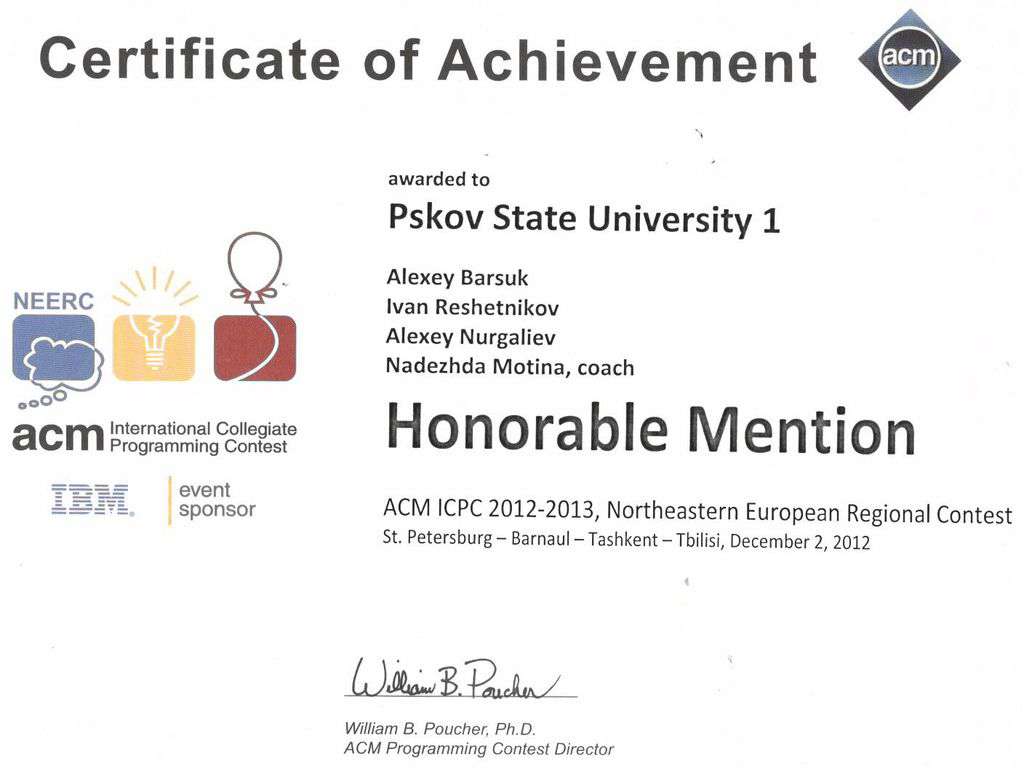 Certificate of Achievement
acm
awarded to
Pskov State University 1
Alexey Barsuk
Ivan Reshetnikov
Alexey Nurgaliev
Nadezhda Motina, coach
Honorable Mention
ACM ICPC 2012-2013, Northeastern European Regional Contest
St. Petersburg – Barnaul – Tashkent – Tbilisi, December 2, 2012
NEERC
acm International Collegiate
Programming Contest
IBM. event
sponsor
William B. Poucher
William B. Poucher, Ph.D.
ACM Programming Contest Director